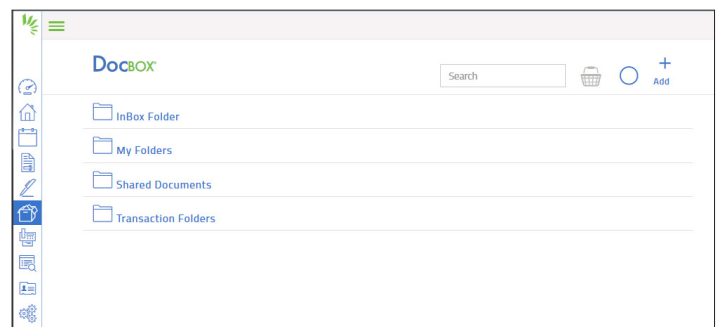 DocBox®
Search
Add
InBox Folder
My Folders
Shared Documents
Transaction Folders